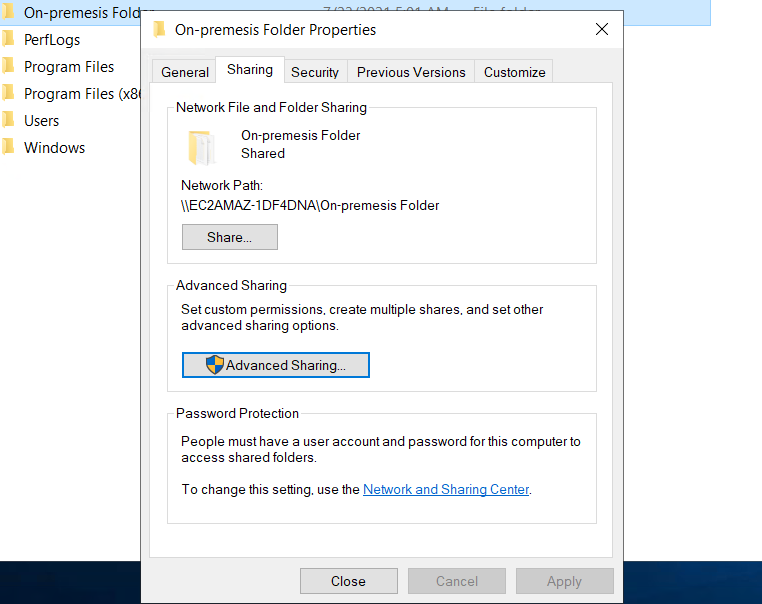 On-premesis Folder
PerfLogs
Program Files
Program Files (x86
Users
Windows
On-premesis Folder Properties
General
Sharing
Security
Previous Versions
Customize
Network File and Folder Sharing
On-premesis Folder
Shared
Network Path:
\\EC2AMAZ-1DF4DNA\On-premesis Folder
Share...
Advanced Sharing
Set custom permissions, create multiple shares, and set other
advanced sharing options.
Advanced Sharing...
Password Protection
People must have a user account and password for this computer to
access shared folders.
To change this setting, use the Network and Sharing Center.
Close
Cancel
Apply